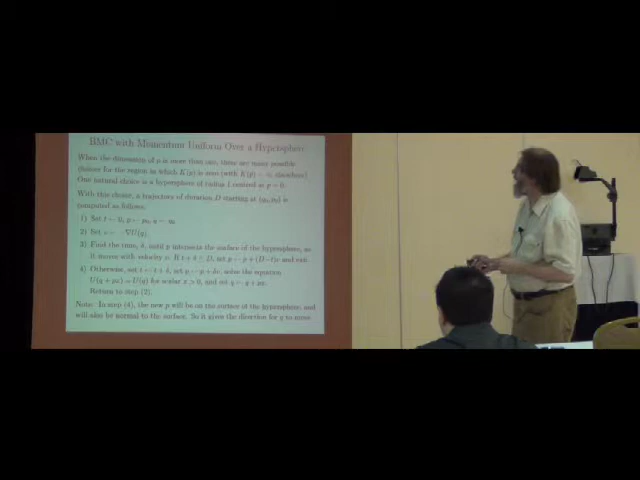 BMC with Momentum Uniform Over a Hypersphere
When the dimension of p is more than one, there are many possible
choices for the region in which K(p) is zero (with K(p) = ∞ elsewhere).
One natural choice is a hypersphere of radius 1 centred at p = 0.
With this choice, a trajectory of duration D starting at (q₀, p₀) is
computed as follows:
1) Set t ← 0, p ← p₀, q ← q₀.
2) Set v ← −∇U(q).
3) Find the time, δ, until p intersects the surface of the hypersphere, as
it moves with velocity v. If t + δ ≥ D, set p ← p + (D−t)v and exit.
4) Otherwise, set t ← t + δ, set p ← p + δv, solve the equation
U(q + px) = U(q) for scalar x > 0, and set q ← q + px.
Return to step (2).
Note: In step (4), the new p will be on the surface of the hypersphere, and
will also be normal to the surface. So it gives the direction for q to move.